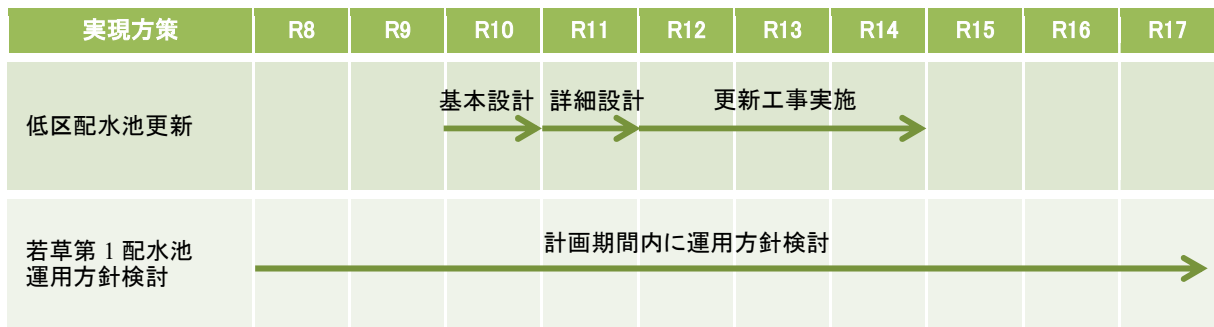 実現方策 R8 R9 R10 R11 R12 R13 R14 R15 R16 R17
低区配水池更新
基本設計 詳細設計 更新工事実施
若草第1配水池
運用方針検討
計画期間内に運用方針検討